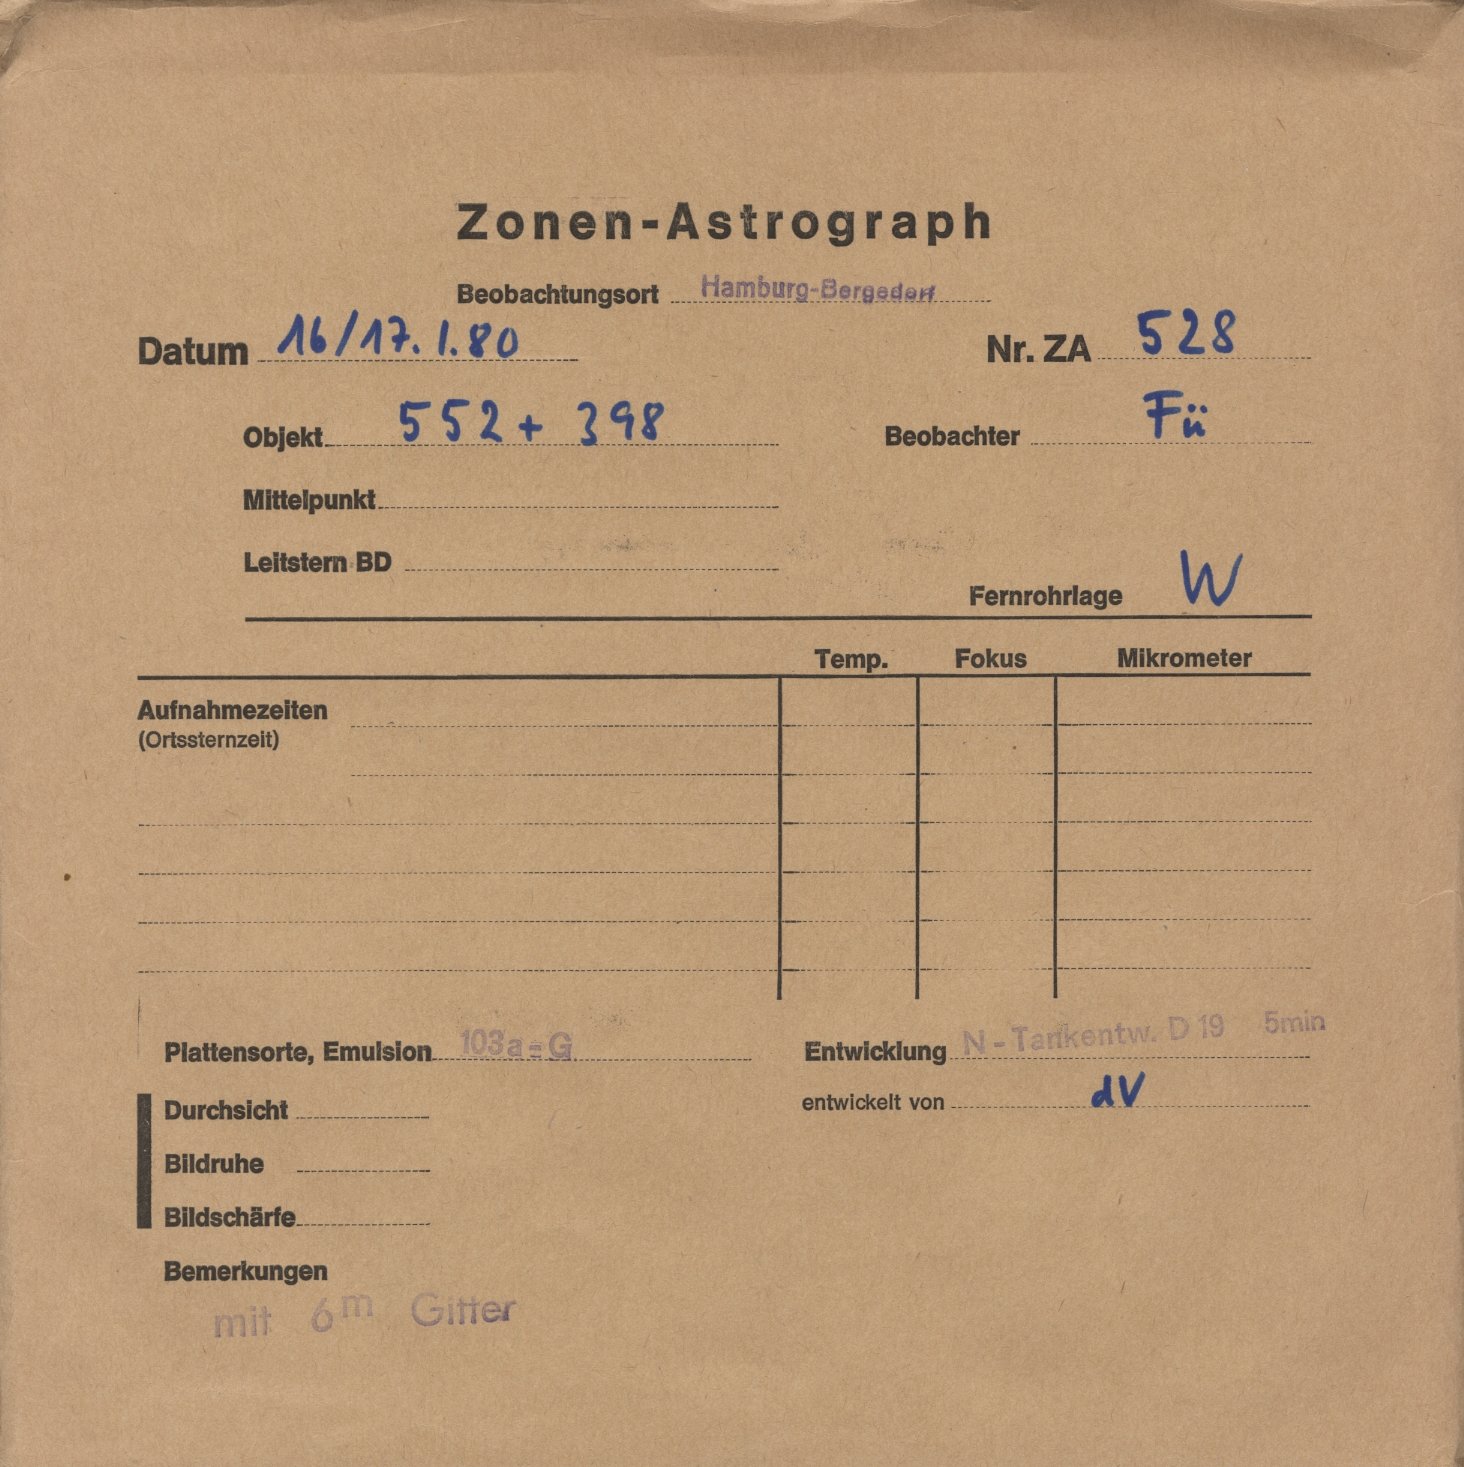 Zonen-Astrograph
Beobachtungsort Hamburg-Bergedorf
Datum 16/17. I. 80 Nr. ZA 528
Objekt 552 + 398 Beobachter Fü
Mittelpunkt
Leitstern BD
Fernrohrlage W
Temp. Fokus Mikrometer
Aufnahmezeiten
(Ortssternzeit)
Plattensorte, Emulsion 103a-G Entwicklung N - Tankentw. D 19 5min
Durchsicht entwickelt von dV
Bildruhe
Bildschärfe
Bemerkungen
mit 6m Gitter